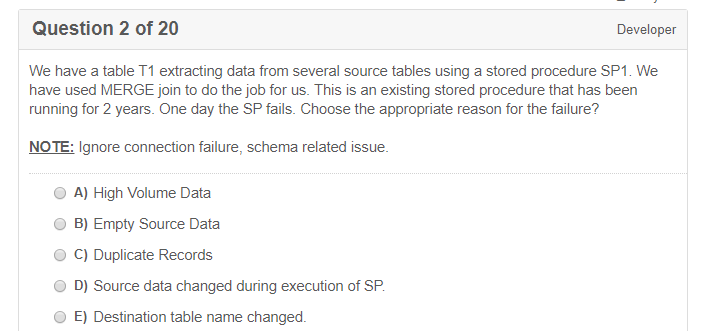 Question 2 of 20
Developer
We have a table T1 extracting data from several source tables using a stored procedure SP1. We
have used MERGE join to do the job for us. This is an existing stored procedure that has been
running for 2 years. One day the SP fails. Choose the appropriate reason for the failure?
NOTE: Ignore connection failure, schema related issue.
A) High Volume Data
B) Empty Source Data
C) Duplicate Records
D) Source data changed during execution of SP.
E) Destination table name changed.